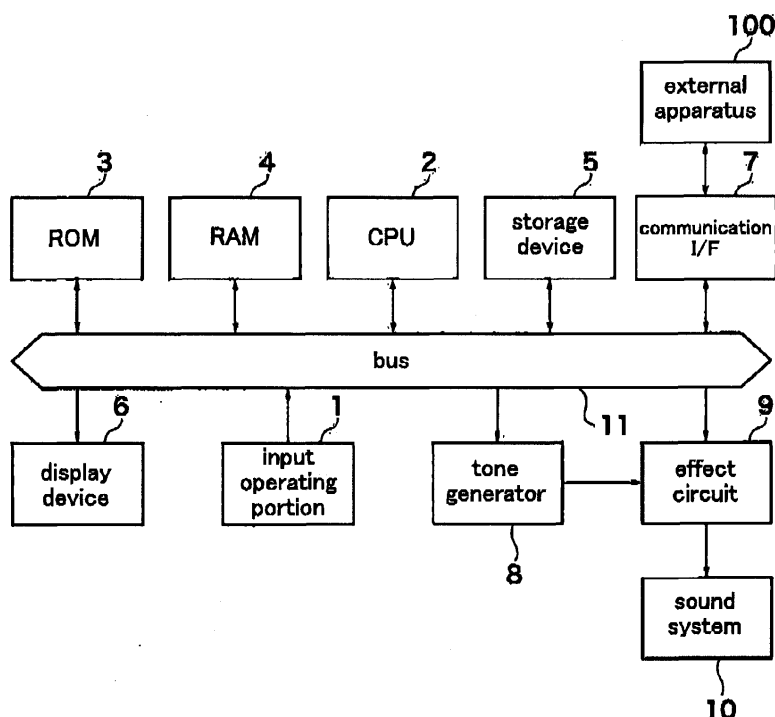 100
external
apparatus
3
4
2
5
7
ROM
RAM
CPU
storage
device
communication
I/F
bus
6
1
11
9
display
device
input
operating
portion
tone
generator
effect
circuit
8
sound
system
10